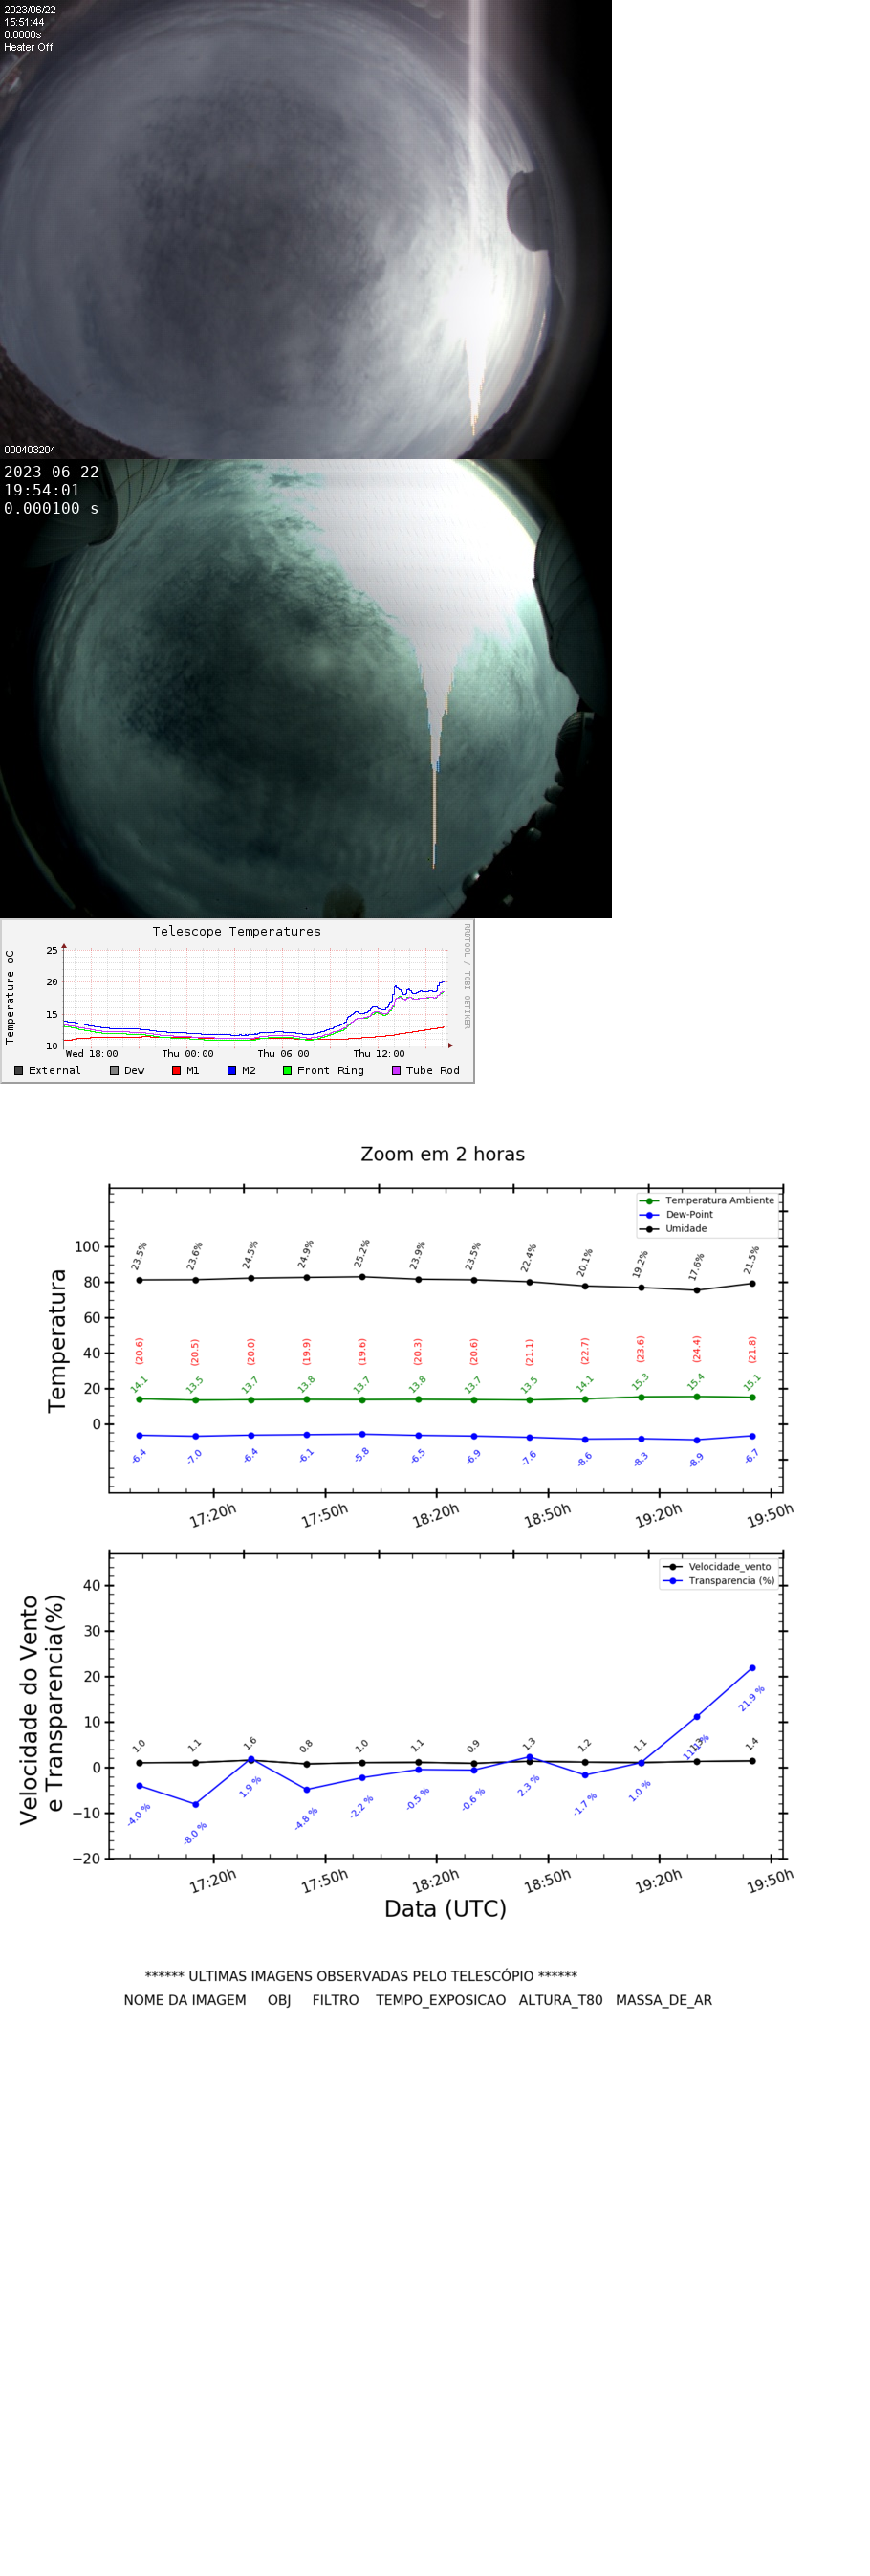 2023/06/22
15:51:44
0.0000s
Heater Off
000403204
2023-06-22
19:54:01
0.000100 s
Telescope Temperatures
RRDTOOL / TOBI OETIKER
Temperature oC
25
20
15
10
Wed 18:00 Thu 00:00 Thu 06:00 Thu 12:00
External Dew M1 M2 Front Ring Tube Rod
Zoom em 2 horas
Temperatura Ambiente
Dew-Point
Umidade
Temperatura
100
80
60
40
20
0
23.5% 23.6% 24.5% 24.9% 25.2% 23.9% 23.5% 22.4% 20.1% 19.2% 17.6% 21.5%
(20.6) (20.5) (20.0) (19.9) (19.6) (20.3) (20.6) (21.1) (22.7) (23.6) (24.4) (21.8)
14.1 13.5 13.7 13.8 13.7 13.8 13.7 13.5 14.1 15.3 15.4 15.1
-6.4 -7.0 -6.4 -6.1 -5.8 -6.5 -6.9 -7.6 -8.6 -8.3 -8.9 -6.7
17:20h 17:50h 18:20h 18:50h 19:20h 19:50h
Velocidade_vento
Transparencia (%)
Velocidade do Vento
e Transparencia(%)
40
30
20
10
0
−10
−20
1.0 1.1 1.6 0.8 1.0 1.1 0.9 1.3 1.2 1.1 1.4
-4.0 % -8.0 % 1.9 % -4.8 % -2.2 % -0.5 % -0.6 % 2.3 % -1.7 % 1.0 % 21.9 %
17:20h 17:50h 18:20h 18:50h 19:20h 19:50h
Data (UTC)
****** ULTIMAS IMAGENS OBSERVADAS PELO TELESCÓPIO ******
NOME DA IMAGEM OBJ FILTRO TEMPO_EXPOSICAO ALTURA_T80 MASSA_DE_AR